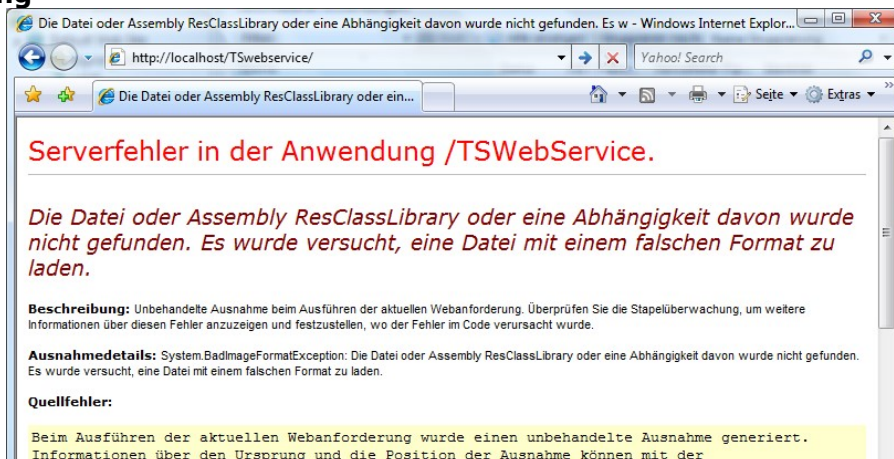 ng
Die Datei oder Assembly ResClassLibrary oder eine Abhängigkeit davon wurde nicht gefunden. Es w - Windows Internet Explor...
http://localhost/TSwebservice/
Yahoo! Search
Die Datei oder Assembly ResClassLibrary oder ein...
Seite
Extras
Serverfehler in der Anwendung /TSWebService.
Die Datei oder Assembly ResClassLibrary oder eine Abhängigkeit davon wurde
nicht gefunden. Es wurde versucht, eine Datei mit einem falschen Format zu
laden.
Beschreibung: Unbehandelte Ausnahme beim Ausführen der aktuellen Webanforderung. Überprüfen Sie die Stapelüberwachung, um weitere
Informationen über diesen Fehler anzuzeigen und festzustellen, wo der Fehler im Code verursacht wurde.
Ausnahmedetails: System.BadImageFormatException: Die Datei oder Assembly ResClassLibrary oder eine Abhängigkeit davon wurde nicht gefunden.
Es wurde versucht, eine Datei mit einem falschen Format zu laden.
Quellfehler:
Beim Ausführen der aktuellen Webanforderung wurde einen unbehandelte Ausnahme generiert.
Informationen über den Ursprung und die Position der Ausnahme können mit der